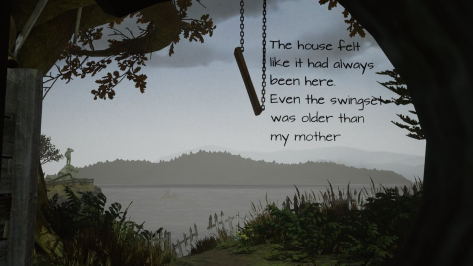 The house felt
like it had always
been here.
Even the swingset
was older than
my mother